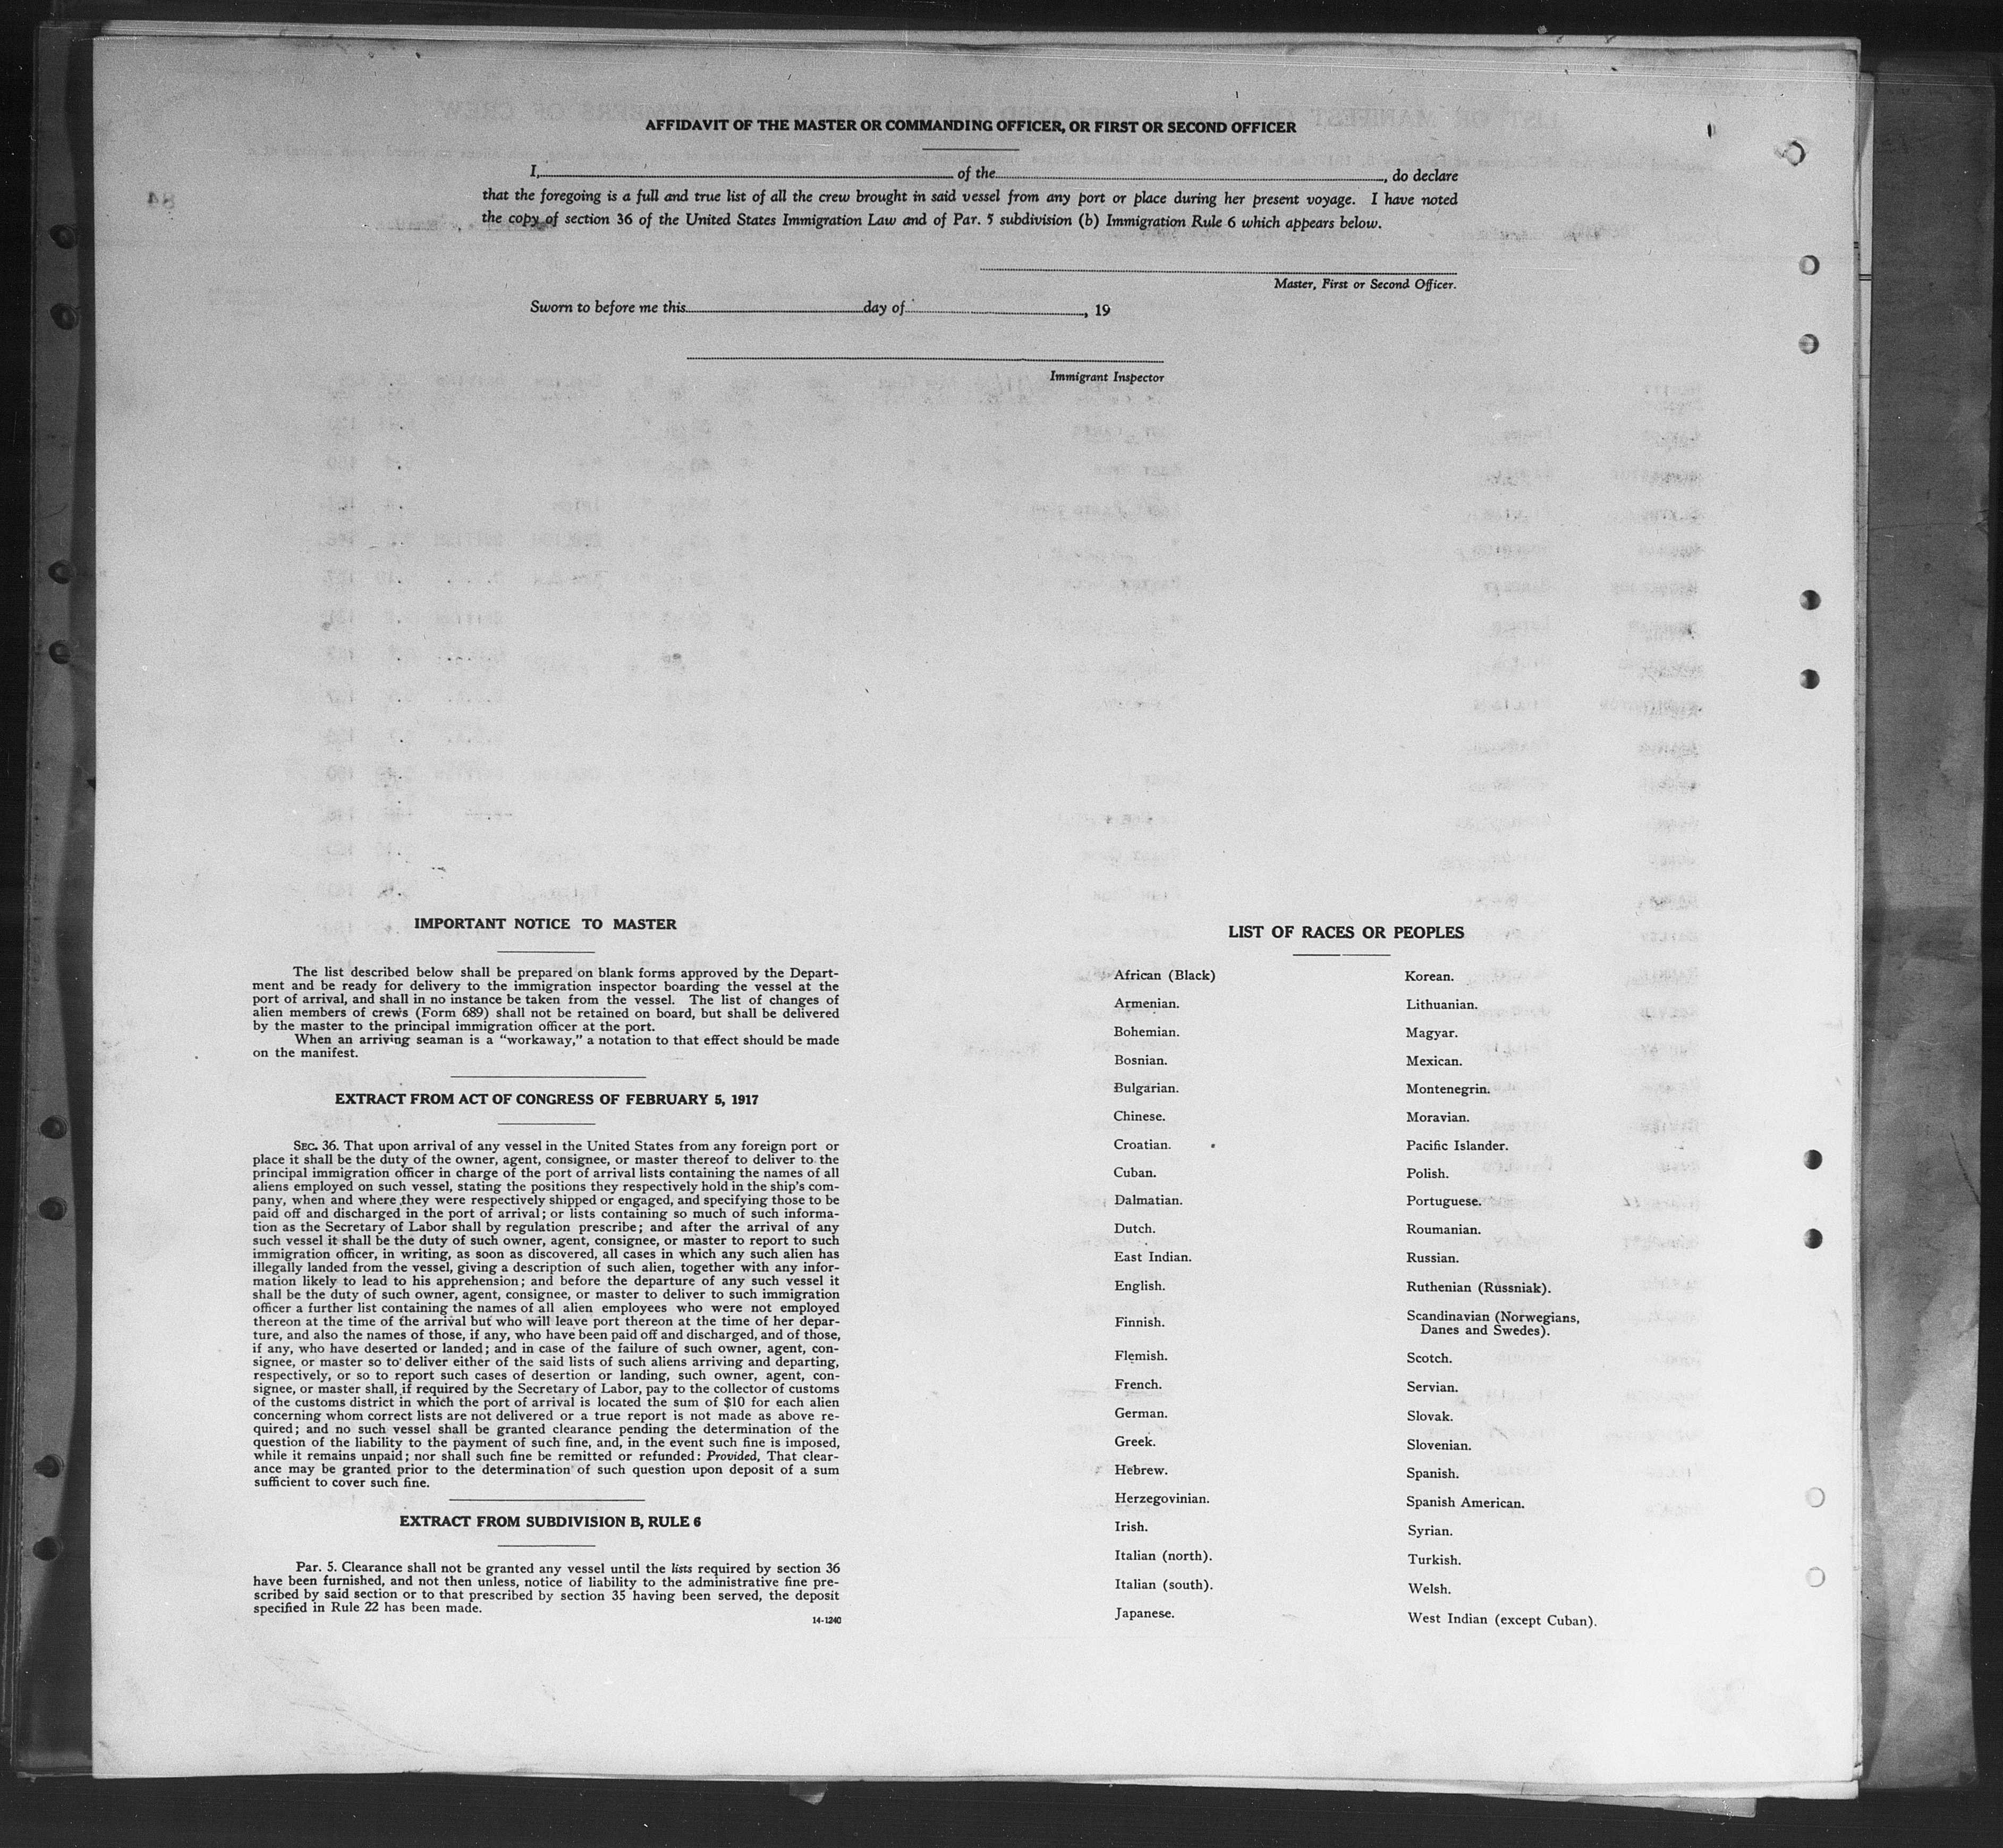 AFFIDAVIT OF THE MASTER OR COMMANDING OFFICER, OR FIRST OR SECOND OFFICER
I, of the , do declare
that the foregoing is a full and true list of all the crew brought in said vessel from any port or place during her present voyage. I have noted
the copy of section 36 of the United States Immigration Law and of Par. 5 subdivision (b) Immigration Rule 6 which appears below.
Master, First or Second Officer.
Sworn to before me this day of , 19
Immigrant Inspector
IMPORTANT NOTICE TO MASTER
The list described below shall be prepared on blank forms approved by the Depart-
ment and be ready for delivery to the immigration inspector boarding the vessel at the
port of arrival, and shall in no instance be taken from the vessel. The list of changes of
alien members of crews (Form 689) shall not be retained on board, but shall be delivered
by the master to the principal immigration officer at the port.
When an arriving seaman is a "workaway," a notation to that effect should be made
on the manifest.
EXTRACT FROM ACT OF CONGRESS OF FEBRUARY 5, 1917
SEC. 36. That upon arrival of any vessel in the United States from any foreign port or
place it shall be the duty of the owner, agent, consignee, or master thereof to deliver to the
principal immigration officer in charge of the port of arrival lists containing the names of all
aliens employed on such vessel, stating the positions they respectively hold in the ship's com-
pany, when and where they were respectively shipped or engaged, and specifying those to be
paid off and discharged in the port of arrival; or lists containing so much of such informa-
tion as the Secretary of Labor shall by regulation prescribe; and after the arrival of any
such vessel it shall be the duty of such owner, agent, consignee, or master to report to such
immigration officer, in writing, as soon as discovered, all cases in which any such alien has
illegally landed from the vessel, giving a description of such alien, together with any infor-
mation likely to lead to his apprehension; and before the departure of any such vessel it
shall be the duty of such owner, agent, consignee, or master to deliver to such immigration
officer a further list containing the names of all alien employees who were not employed
thereon at the time of the arrival but who will leave port thereon at the time of her depar-
ture, and also the names of those, if any, who have been paid off and discharged, and of those,
if any, who have deserted or landed; and in case of the failure of such owner, agent, con-
signee, or master so to deliver either of the said lists of such aliens arriving and departing,
respectively, or so to report such cases of desertion or landing, such owner, agent, con-
signee, or master shall, if required by the Secretary of Labor, pay to the collector of customs
of the customs district in which the port of arrival is located the sum of $10 for each alien
concerning whom correct lists are not delivered or a true report is not made as above re-
quired; and no such vessel shall be granted clearance pending the determination of the
question of the liability to the payment of such fine, and, in the event such fine is imposed,
while it remains unpaid; nor shall such fine be remitted or refunded: Provided, That clear-
ance may be granted prior to the determination of such question upon deposit of a sum
sufficient to cover such fine.
EXTRACT FROM SUBDIVISION B, RULE 6
Par. 5. Clearance shall not be granted any vessel until the lists required by section 36
have been furnished, and not then unless, notice of liability to the administrative fine pre-
scribed by said section or to that prescribed by section 35 having been served, the deposit
specified in Rule 22 has been made.
14-1240
LIST OF RACES OR PEOPLES
African (Black)
Armenian.
Bohemian.
Bosnian.
Bulgarian.
Chinese.
Croatian.
Cuban.
Dalmatian.
Dutch.
East Indian.
English.
Finnish.
Flemish.
French.
German.
Greek.
Hebrew.
Herzegovinian.
Irish.
Italian (north).
Italian (south).
Japanese.
Korean.
Lithuanian.
Magyar.
Mexican.
Montenegrin.
Moravian.
Pacific Islander.
Polish.
Portuguese.
Roumanian.
Russian.
Ruthenian (Russniak).
Scandinavian (Norwegians,
Danes and Swedes).
Scotch.
Servian.
Slovak.
Slovenian.
Spanish.
Spanish American.
Syrian.
Turkish.
Welsh.
West Indian (except Cuban).